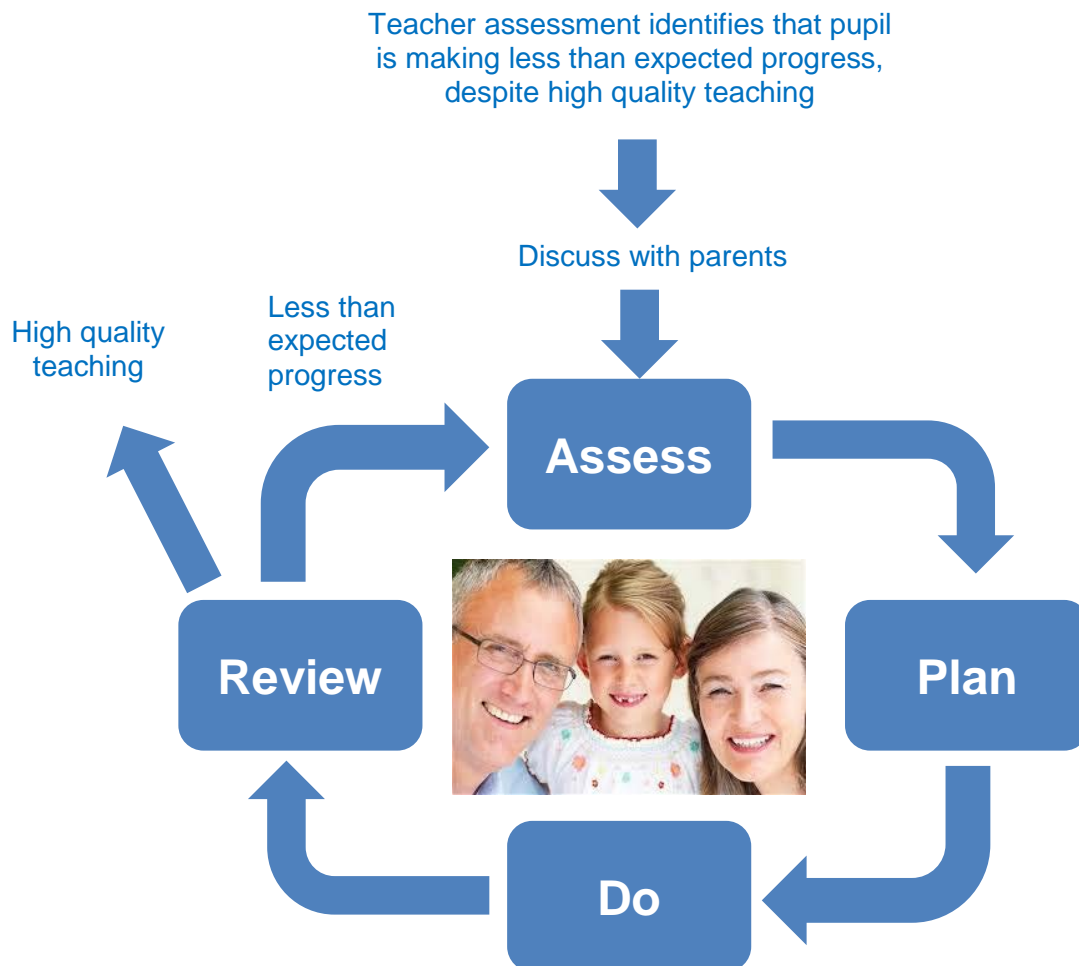 Teacher assessment identifies that pupil
is making less than expected progress,
despite high quality teaching
Discuss with parents
Less than
expected
progress
High quality
teaching
Assess
Review
Plan
Do